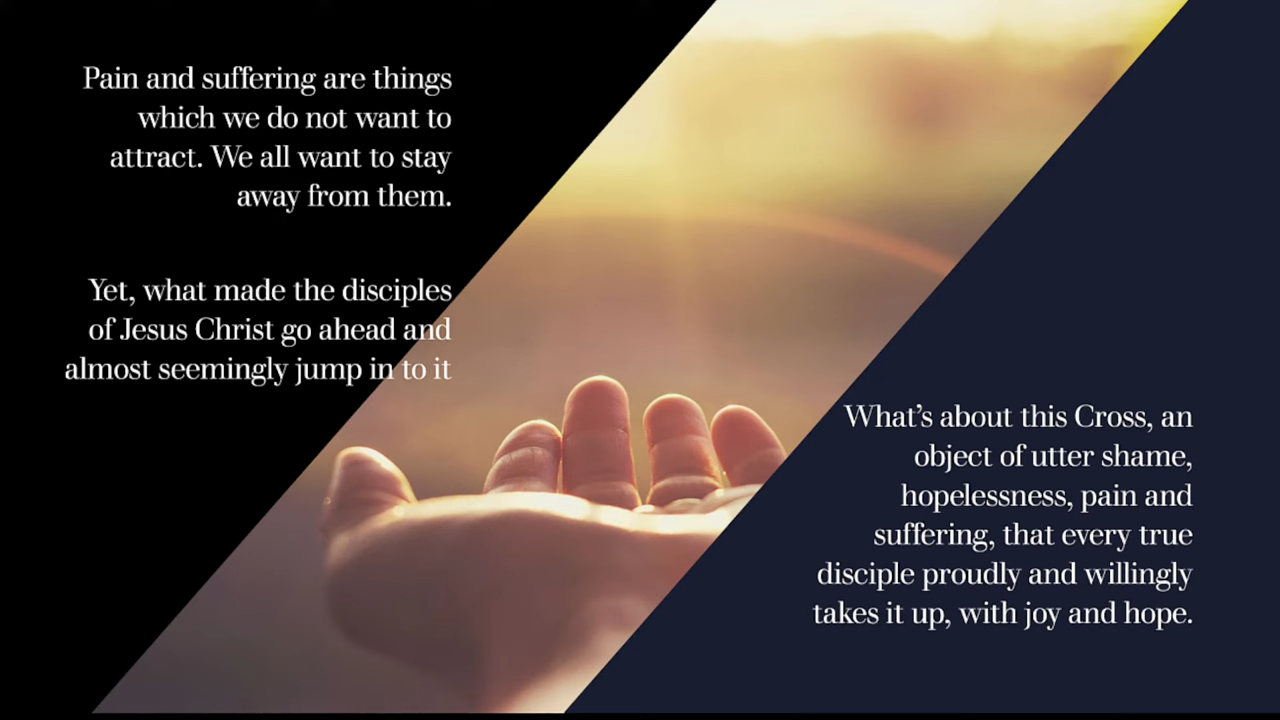 Pain and suffering are things
which we do not want to
attract. We all want to stay
away from them.
Yet, what made the disciples
of Jesus Christ go ahead and
almost seemingly jump in to it
What's about this Cross, an
object of utter shame,
hopelessness, pain and
suffering, that every true
disciple proudly and willingly
takes it up, with joy and hope.